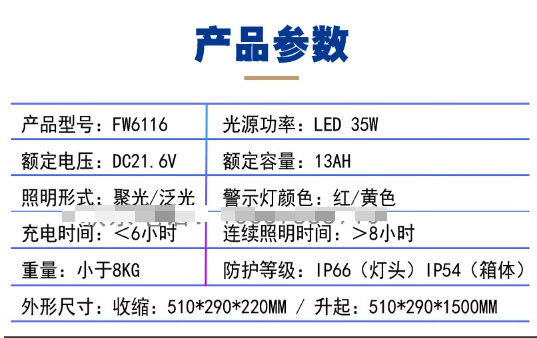 产品参数
产品型号：FW6116 光源功率：LED 35W
额定电压：DC21.6V 额定容量：13AH
照明形式：聚光/泛光 警示灯颜色：红/黄色
充电时间：＜6小时 连续照明时间：＞8小时
重量：小于8KG 防护等级：IP66（灯头）IP54（箱体）
外形尺寸：收缩：510*290*220MM / 升起：510*290*1500MM